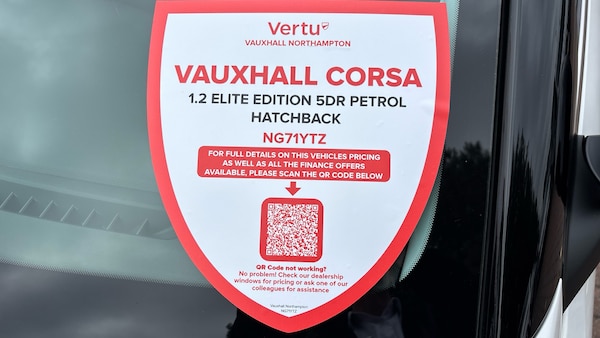 Vertu
VAUXHALL NORTHAMPTON
VAUXHALL CORSA
1.2 ELITE EDITION 5DR PETROL
HATCHBACK
NG71YTZ
FOR FULL DETAILS ON THIS VEHICLES PRICING
AS WELL AS ALL THE FINANCE OFFERS
AVAILABLE, PLEASE SCAN THE QR CODE BELOW
QR Code not working?
No problem! Check our dealership
windows for pricing or ask one of our
colleagues for assistance
Vauxhall Northampton
NG71YTZ